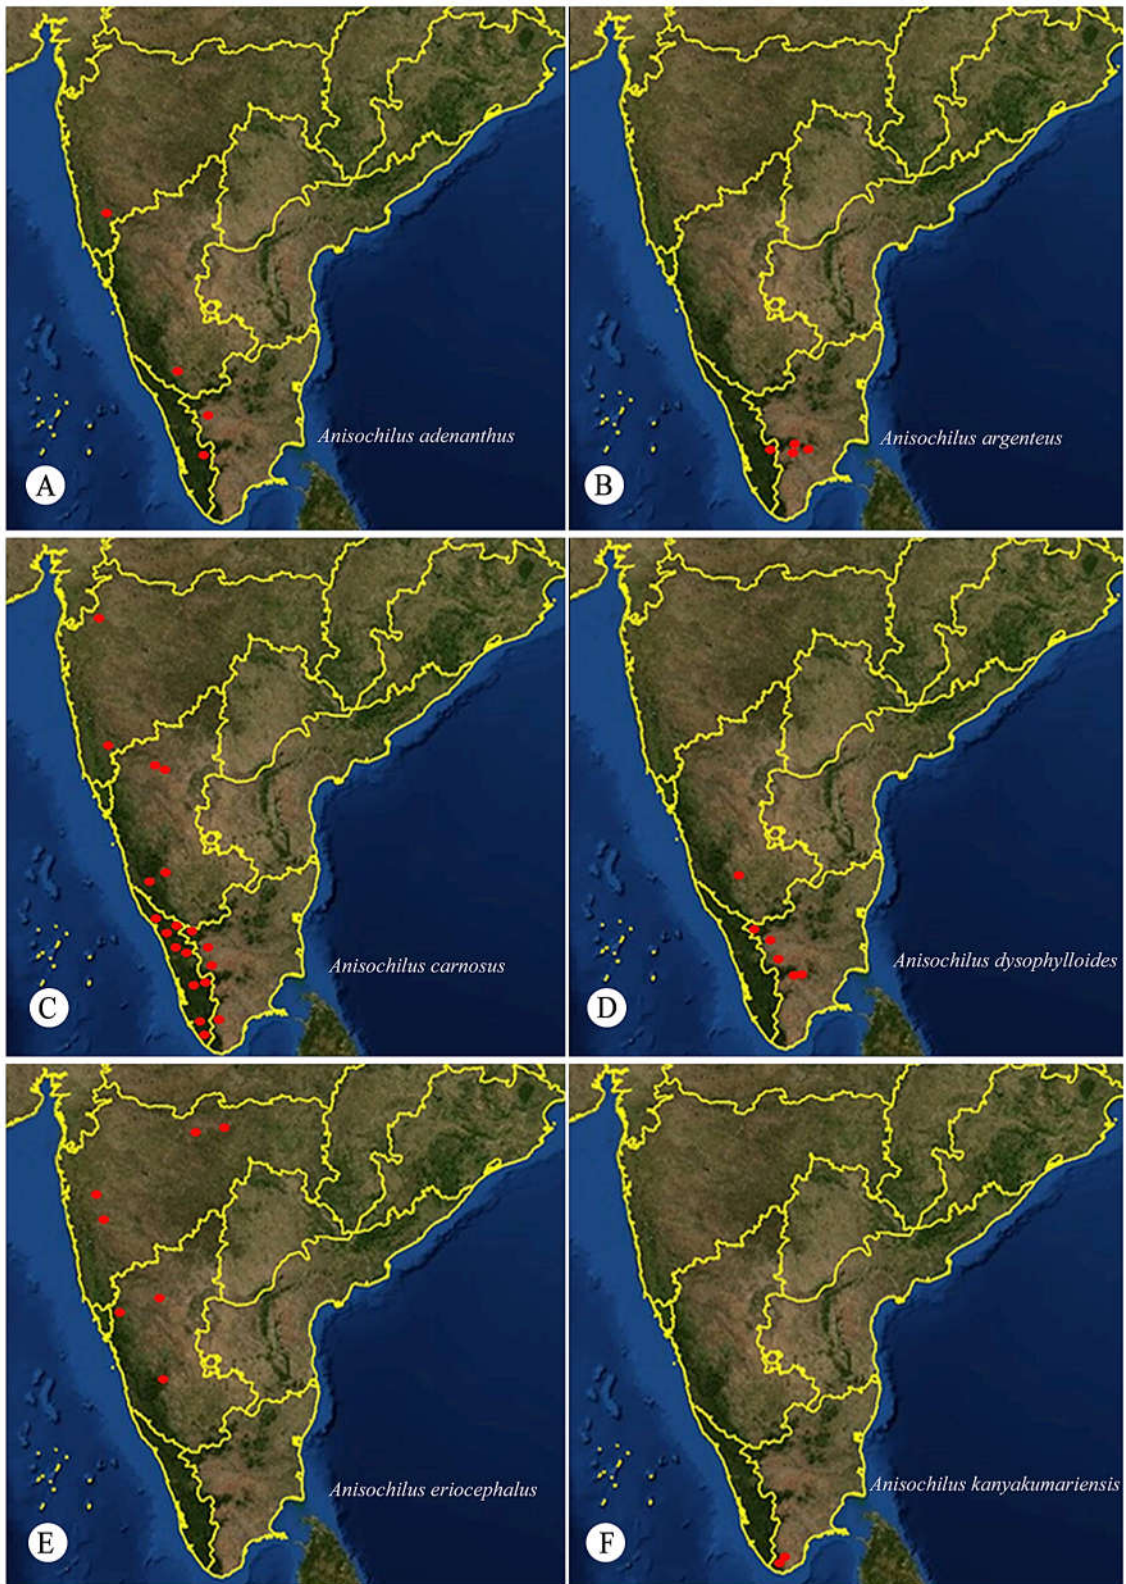 Anisochilus adenanthus
A
Anisochilus argenteus
B
Anisochilus carnosus
C
Anisochilus dysophylloides
D
Anisochilus eriocephalus
E
Anisochilus kanyakumariensis
F